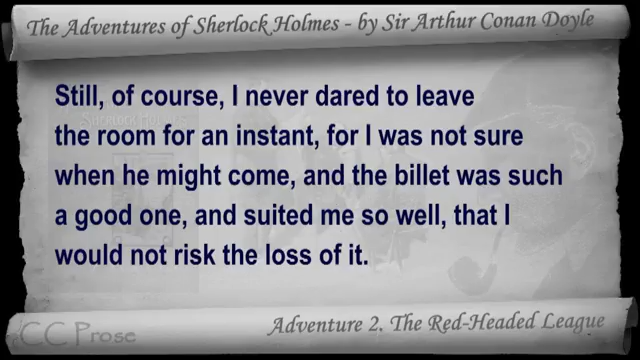 The Adventures of Sherlock Holmes - by Sir Arthur Conan Doyle
Still, of course, I never dared to leave
the room for an instant, for I was not sure
when he might come, and the billet was such
a good one, and suited me so well, that I
would not risk the loss of it.
Adventure 2. The Red-Headed League
CC Prose